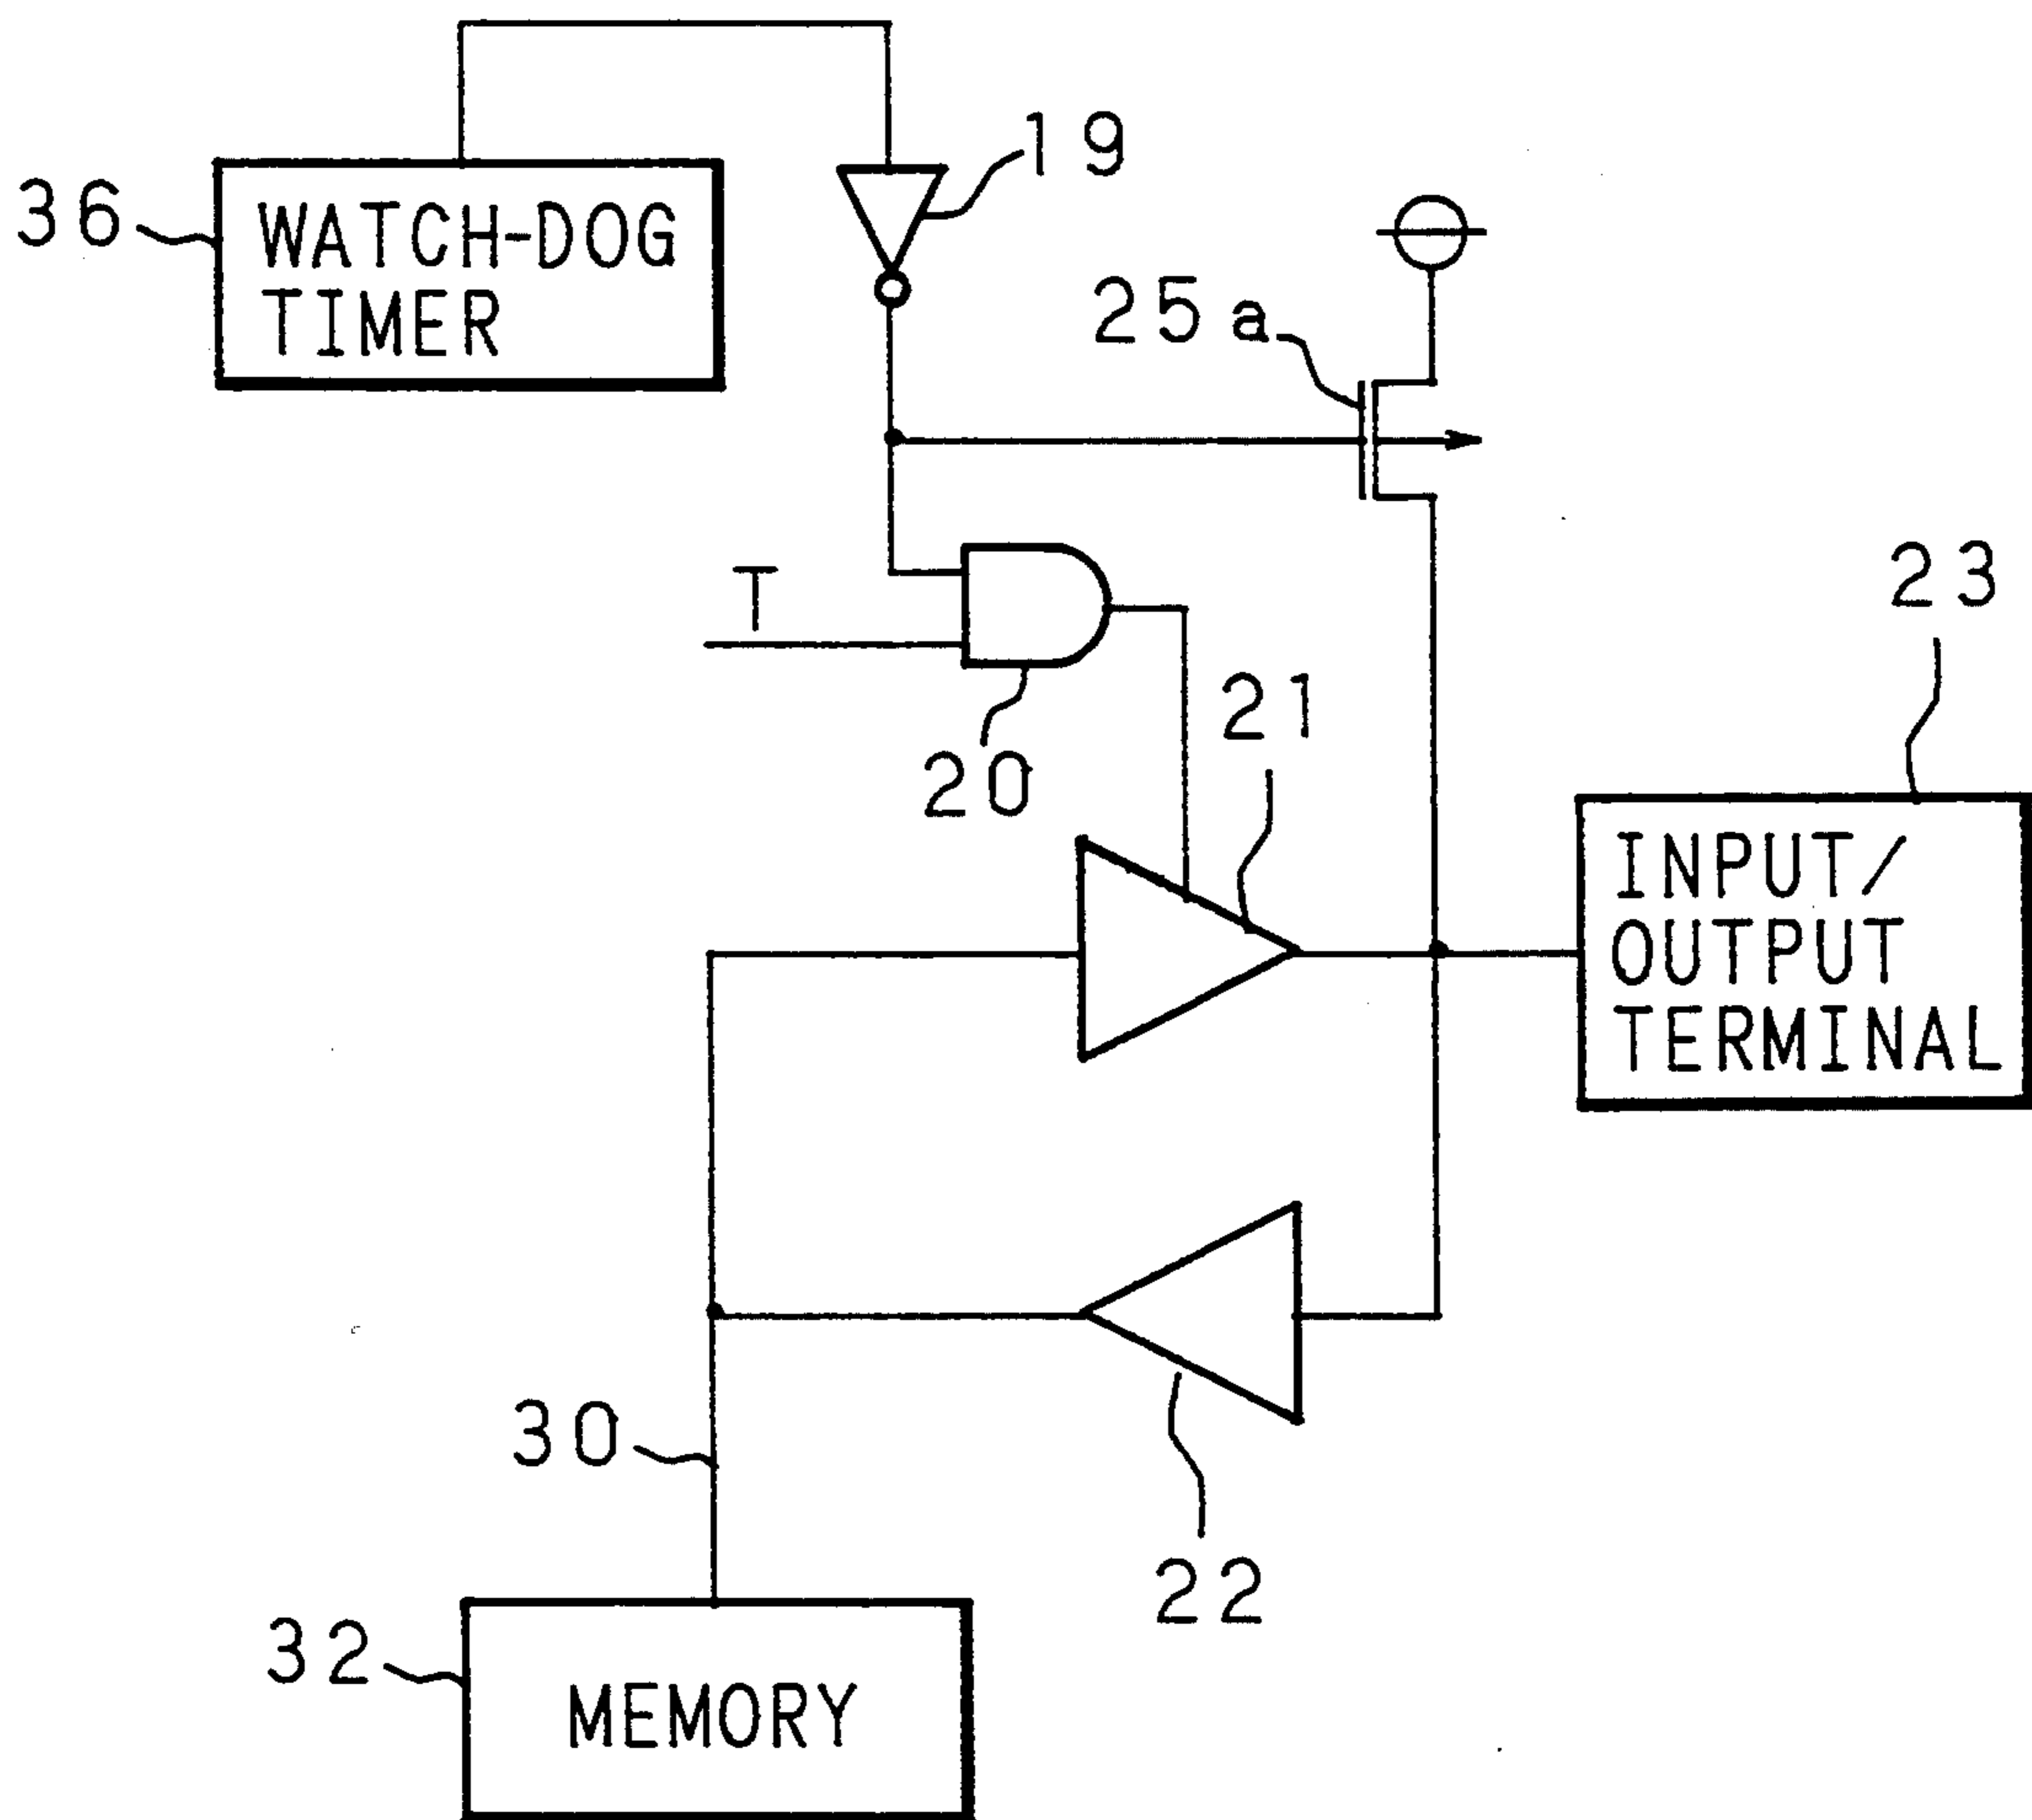 19
36
WATCH-DOG
TIMER
25a
T
23
21
20
INPUT/
OUTPUT
TERMINAL
30
22
32
MEMORY